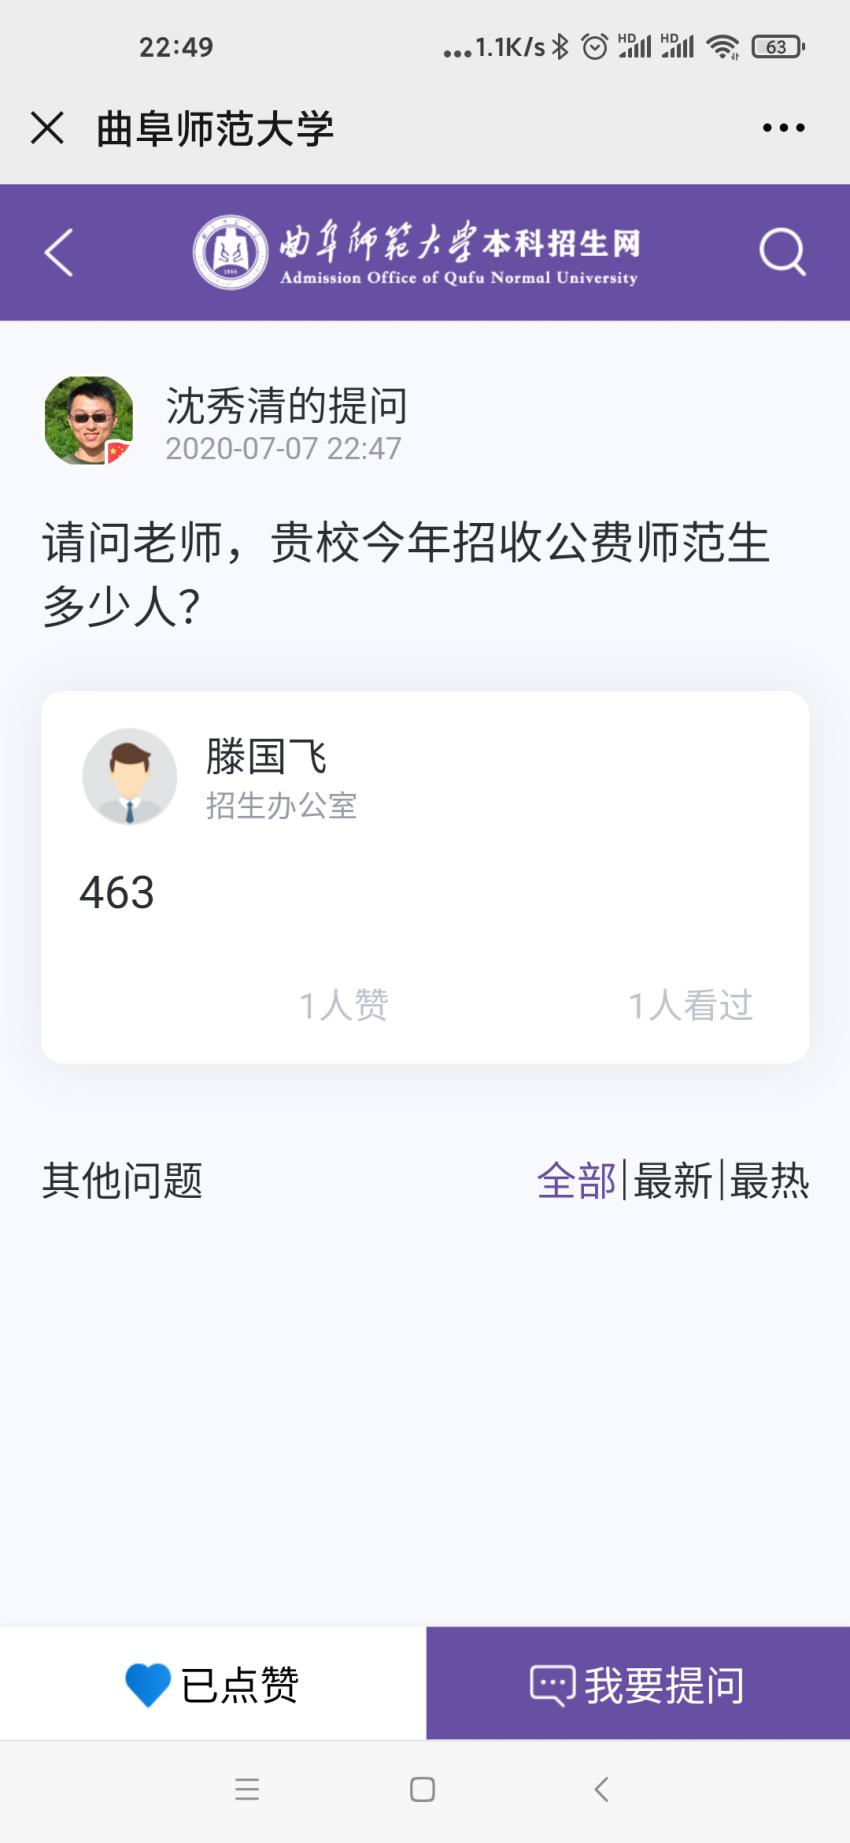 22:49
...1.1K/s HD HD 63
曲阜师范大学
曲阜师范大学本科招生网
Admission Office of Qufu Normal University
沈秀清的提问
2020-07-07 22:47
请问老师，贵校今年招收公费师范生
多少人？
滕国飞
招生办公室
463
1人赞 1人看过
其他问题 全部|最新|最热
已点赞 我要提问